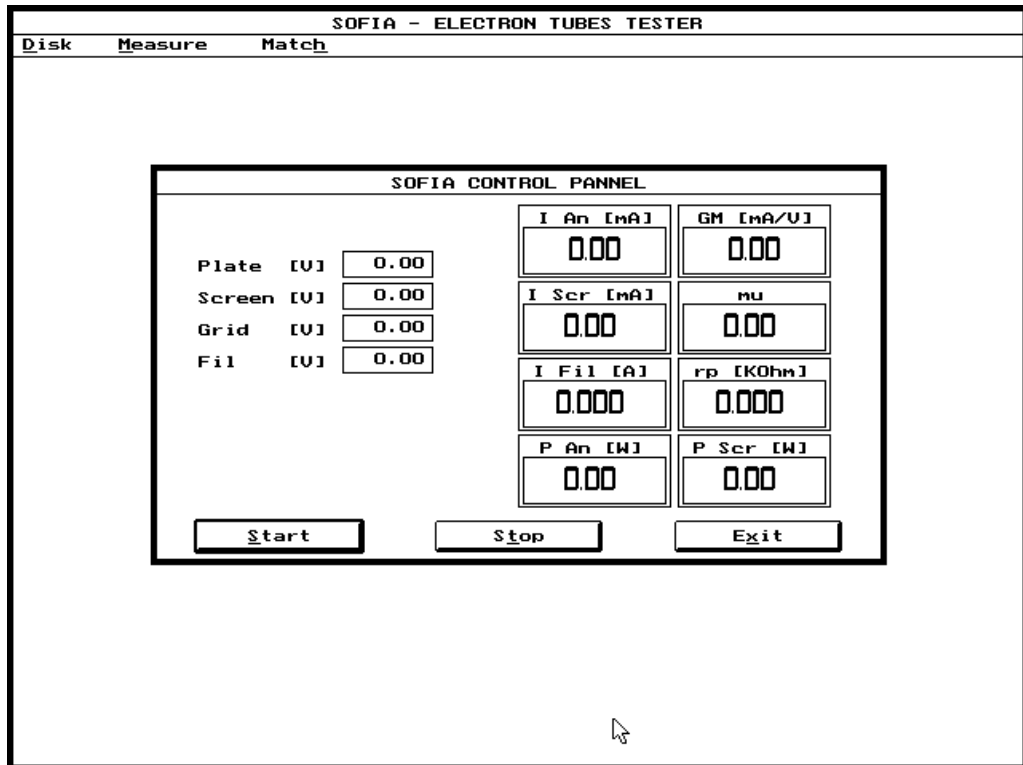 SOFIA - ELECTRON TUBES TESTER
Disk Measure Match
SOFIA CONTROL PANNEL
Plate [V] 0.00
Screen [V] 0.00
Grid [V] 0.00
Fil [V] 0.00
I An [mA] GM [mA/V]
0.00 0.00
I Scr [mA] mu
0.00 0.00
I Fil [A] rp [KOhm]
0.000 0.000
P An [W] P Scr [W]
0.00 0.00
Start Stop Exit